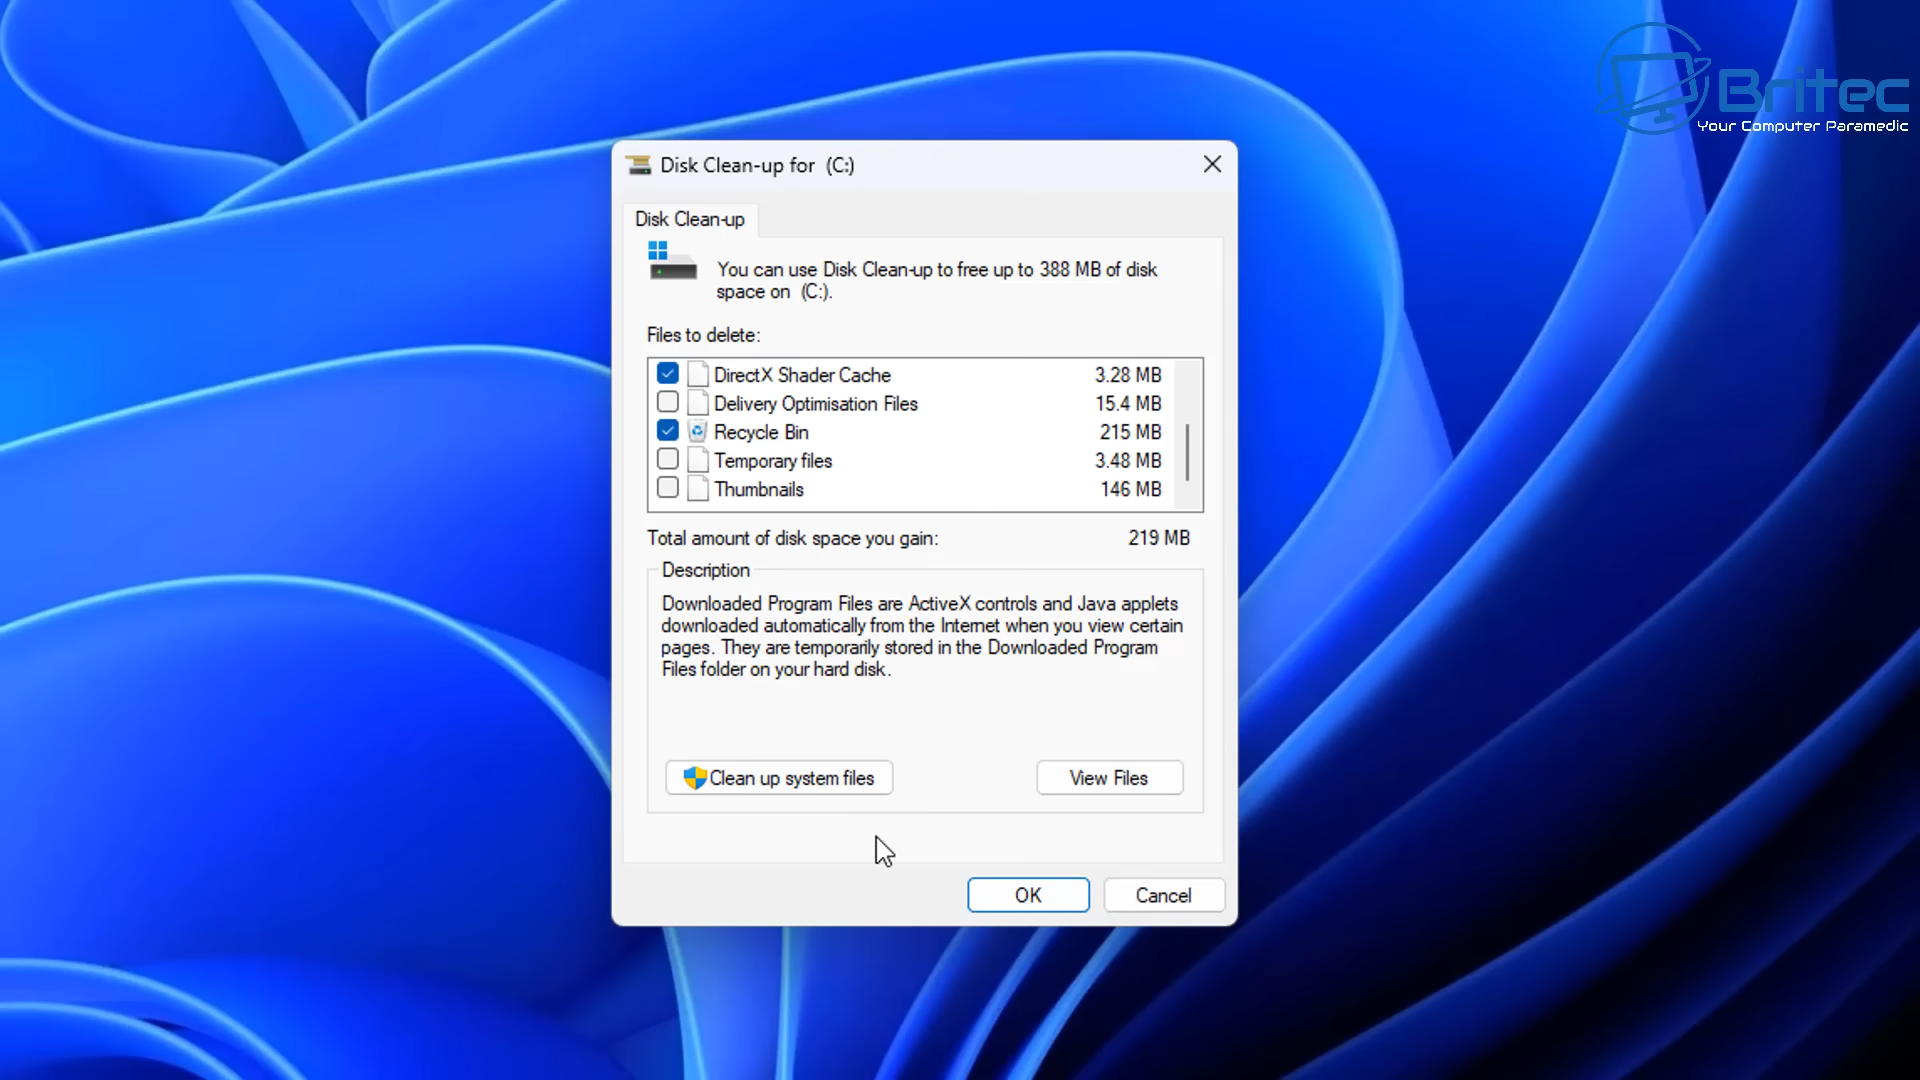 Britec
Your Computer Paramedic
Disk Clean-up for  (C:)
Disk Clean-up
You can use Disk Clean-up to free up to 388 MB of disk
space on  (C:).
Files to delete:
DirectX Shader Cache 3.28 MB
Delivery Optimisation Files 15.4 MB
Recycle Bin 215 MB
Temporary files 3.48 MB
Thumbnails 146 MB
Total amount of disk space you gain: 219 MB
Description
Downloaded Program Files are ActiveX controls and Java applets
downloaded automatically from the Internet when you view certain
pages. They are temporarily stored in the Downloaded Program
Files folder on your hard disk.
Clean up system files
View Files
OK
Cancel